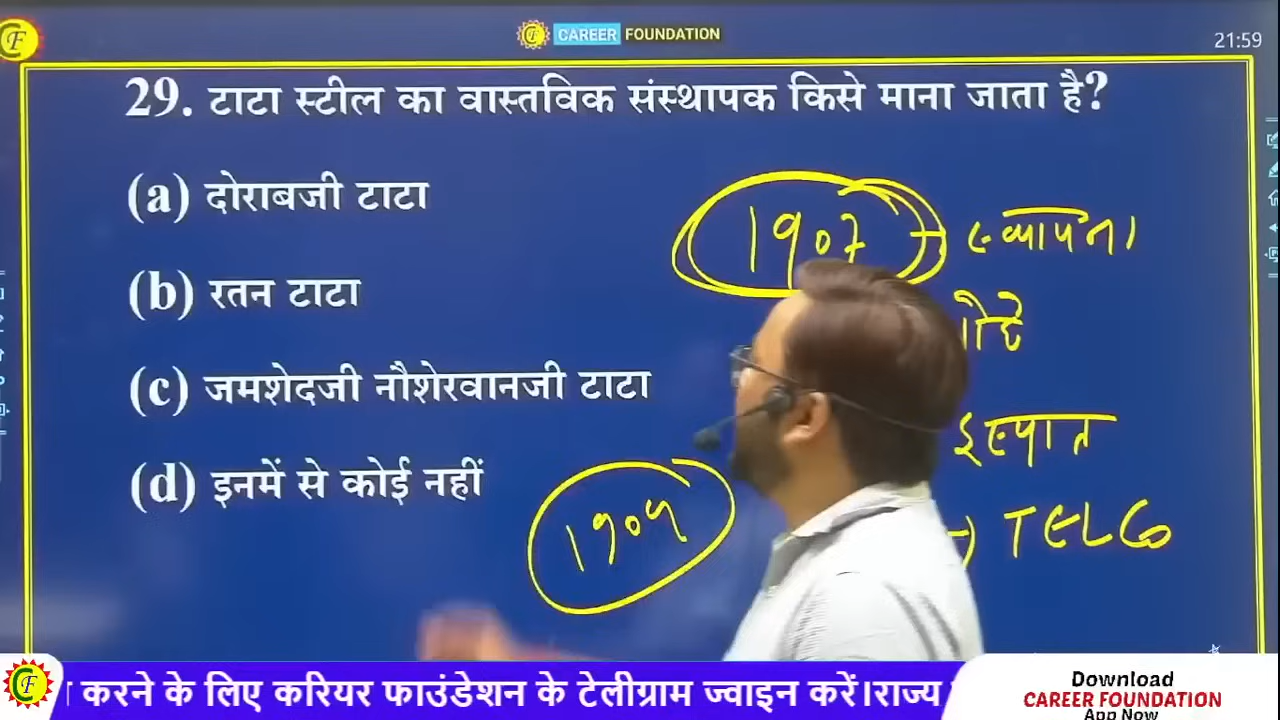 CAREER FOUNDATION
21:59
29. टाटा स्टील का वास्तविक संस्थापक किसे माना जाता है?
(a) दोराबजी टाटा
(b) रतन टाटा
(c) जमशेदजी नौशेरवानजी टाटा
(d) इनमें से कोई नहीं
1907 स्थापना
इस्पात
TELCO
करने के लिए करियर फाउंडेशन के टेलीग्राम ज्वाइन करें।राज्य
Download
CAREER FOUNDATION
App Now